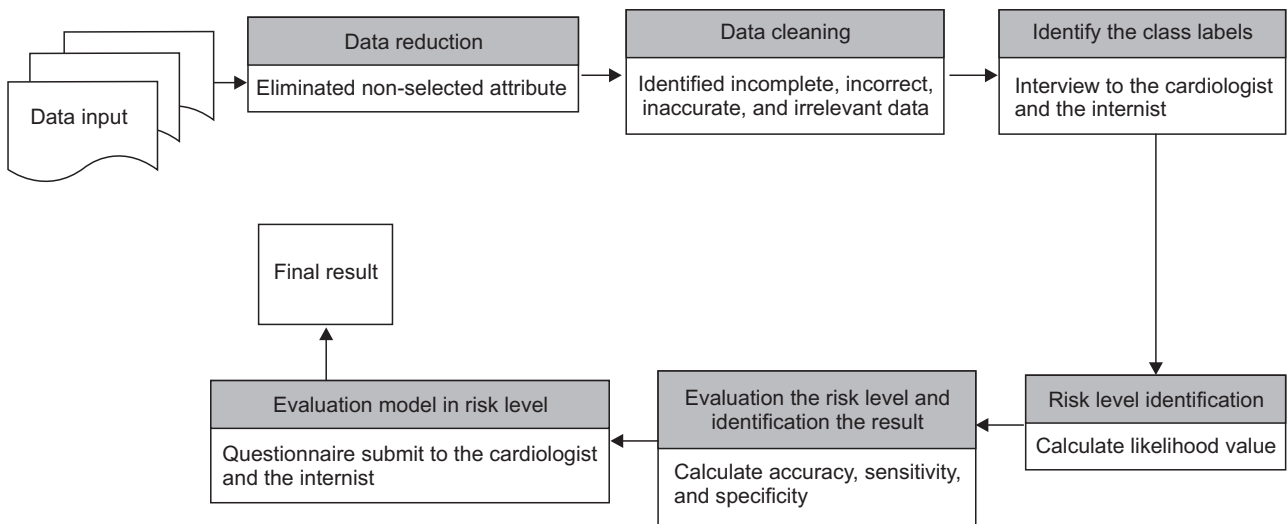 Data input
Data reduction
Eliminated non-selected attribute
Data cleaning
Identified incomplete, incorrect,
inaccurate, and irrelevant data
Identify the class labels
Interview to the cardiologist
and the internist
Risk level identification
Calculate likelihood value
Evaluation the risk level and
identification the result
Calculate accuracy, sensitivity,
and specificity
Evaluation model in risk level
Questionnaire submit to the cardiologist
and the internist
Final result